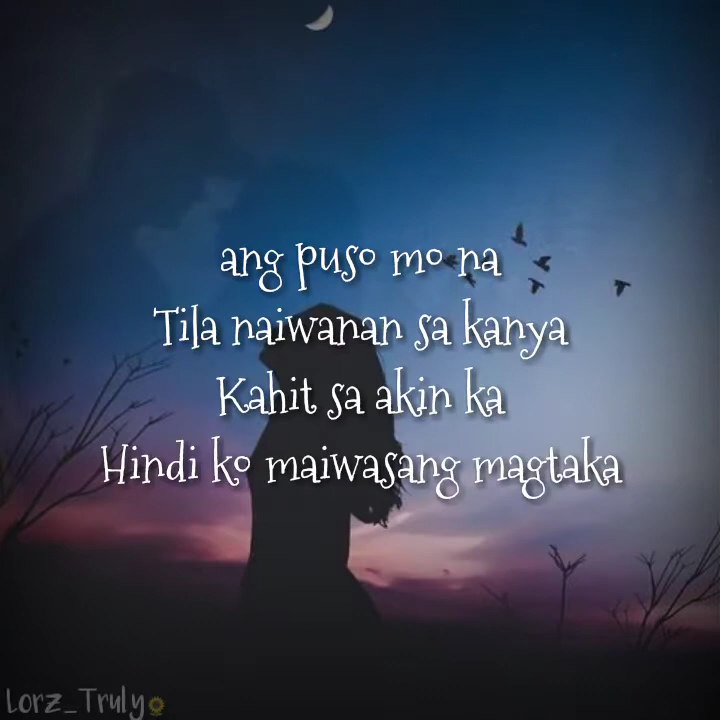 ang puso mo na
Tila naiwanan sa kanya
Kahit sa akin ka
Hindi ko maiwasang magtaka
Lorz_Truly